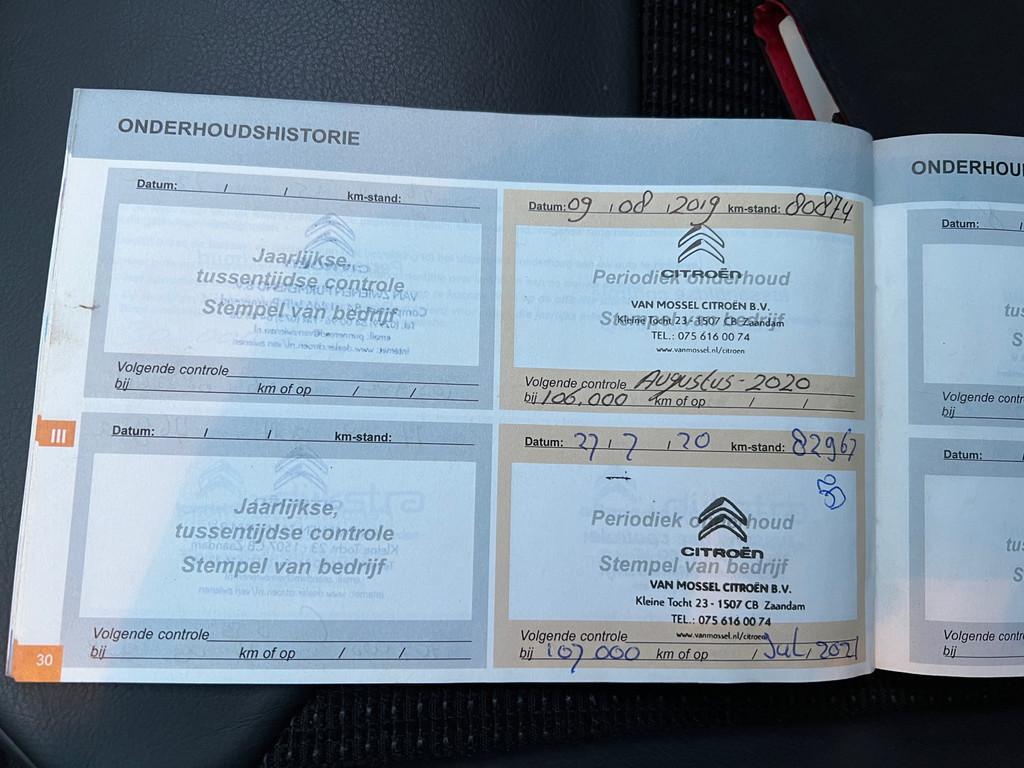 ONDERHOUDSHISTORIE
Datum: / / km-stand:
Jaarlijkse,
tussentijdse controle
Stempel van bedrijf
Volgende controle
bij km of op / /
Datum: 09 / 08 / 2019 km-stand: 80874
CITROËN
Periodiek onderhoud
Stempel van bedrijf
VAN MOSSEL CITROËN B.V.
Kleine Tocht 23 - 1507 CB Zaandam
TEL.: 075 616 00 74
www.vanmossel.nl/citroen
Volgende controle Augustus - 2020
bij 106.000 km of op / /
III
Datum: / / km-stand:
Jaarlijkse,
tussentijdse controle
Stempel van bedrijf
Volgende controle
bij km of op / /
Datum: 27 / 7 / 20 km-stand: 82967
Periodiek onderhoud
CITROËN
Stempel van bedrijf
VAN MOSSEL CITROËN B.V.
Kleine Tocht 23 - 1507 CB Zaandam
TEL.: 075 616 00 74
www.vanmossel.nl/citroen
Volgende controle
bij 107 000 km of op / Jul / 2021
30
ONDERHOU
Datum: /
tus
S
Volgende contr
bij
Datum:
tus
S
Volgende contr
bij